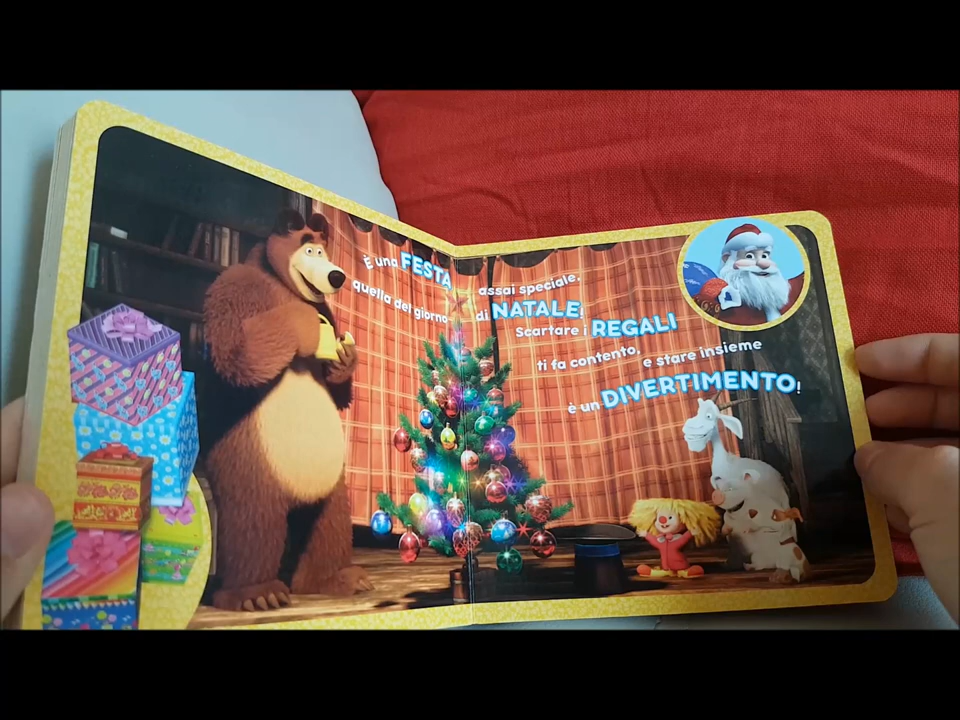 È una FESTA assai speciale,
quella del giorno di NATALE!
Scartare i REGALI
ti fa contento, e stare insieme
è un DIVERTIMENTO!